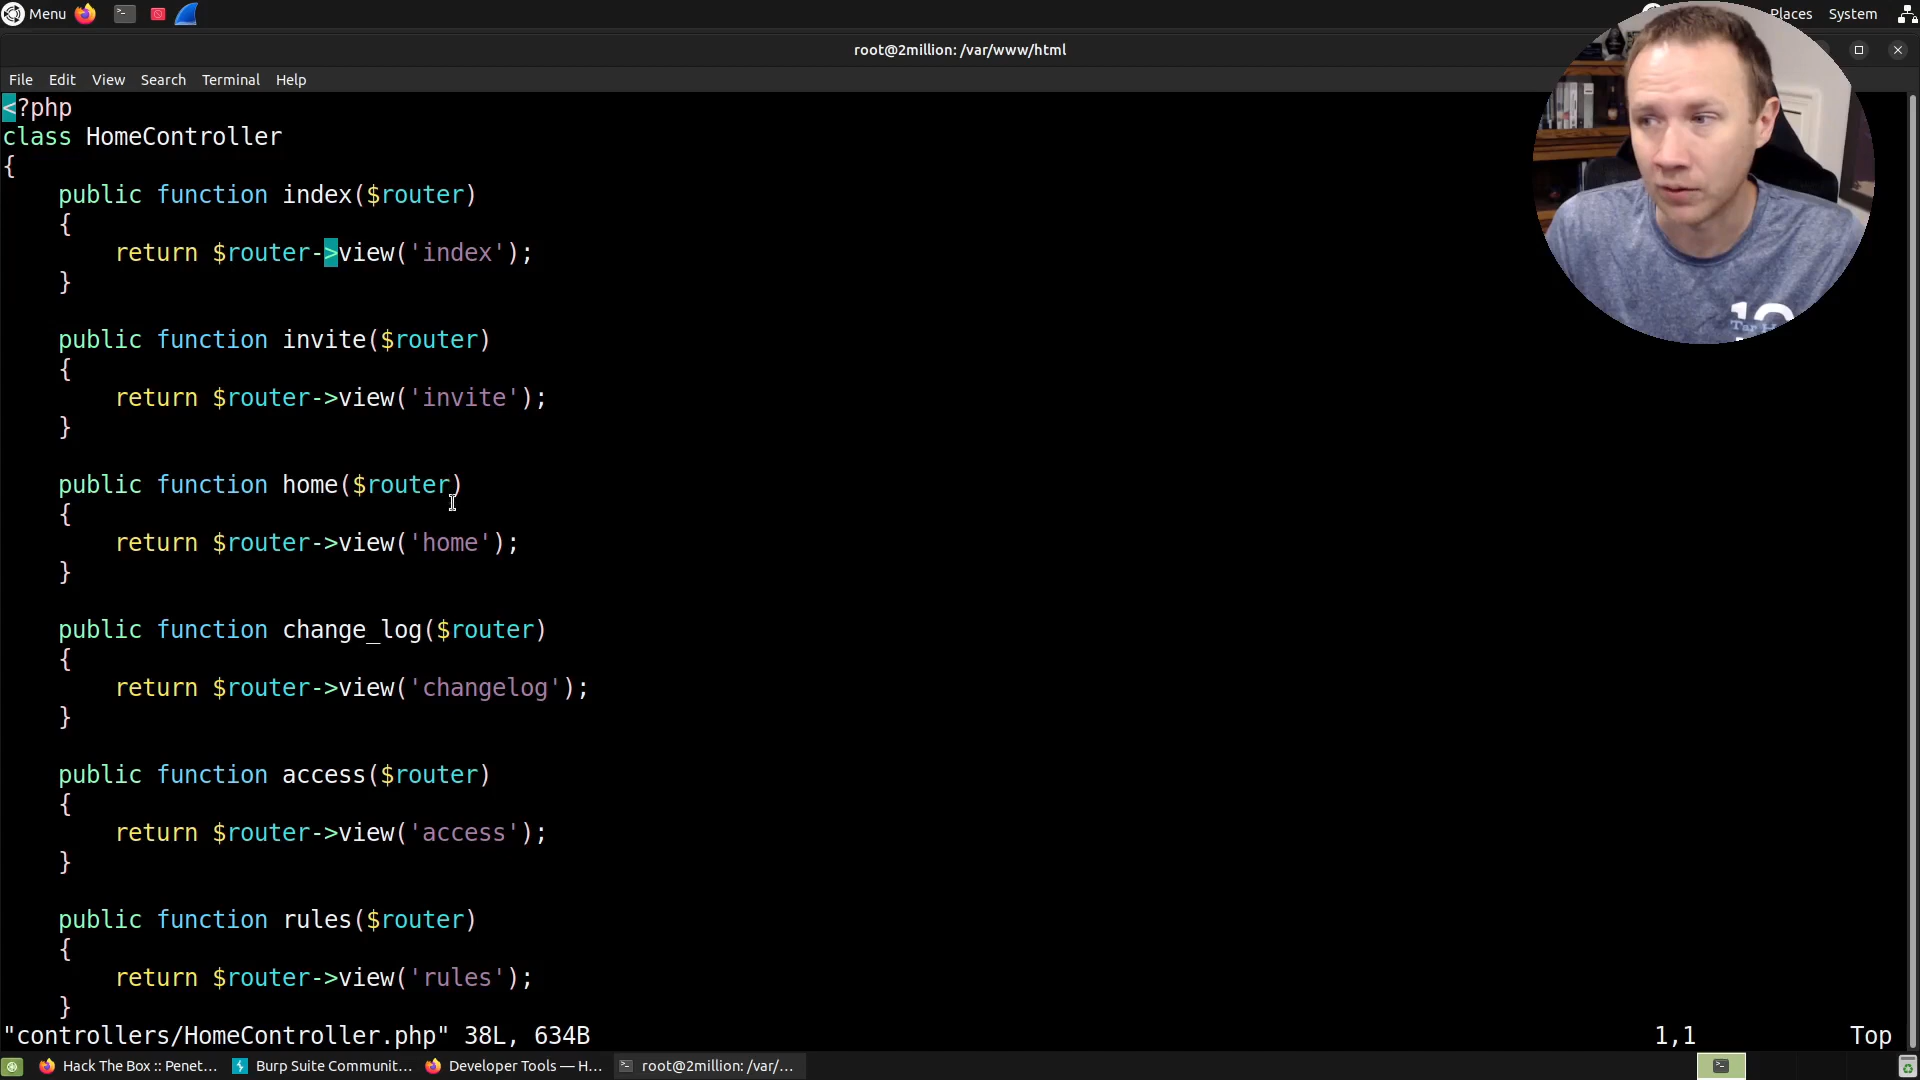 Menu
Places System
root@2million: /var/www/html
File Edit View Search Terminal Help
<?php
class HomeController
{
    public function index($router)
    {
        return $router->view('index');
    }

    public function invite($router)
    {
        return $router->view('invite');
    }

    public function home($router)
    {
        return $router->view('home');
    }

    public function change_log($router)
    {
        return $router->view('changelog');
    }

    public function access($router)
    {
        return $router->view('access');
    }

    public function rules($router)
    {
        return $router->view('rules');
    }
"controllers/HomeController.php" 38L, 634B 1,1 Top
Hack The Box :: Penet... Burp Suite Communit... Developer Tools — H... root@2million: /var/...